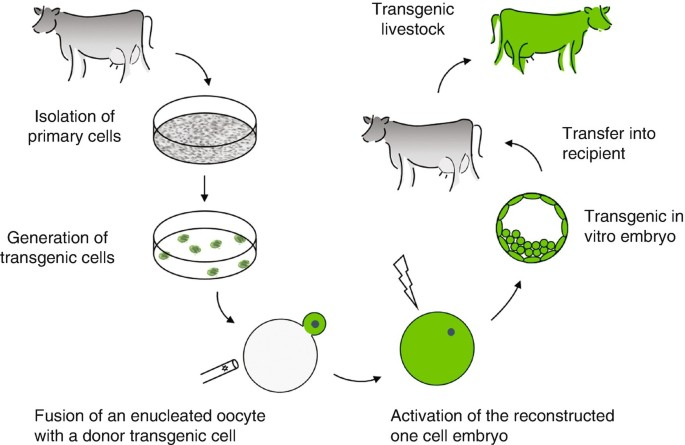 Isolation of
primary cells
Generation of
transgenic cells
Fusion of an enucleated oocyte
with a donor transgenic cell
Activation of the reconstructed
one cell embryo
Transgenic in
vitro embryo
Transfer into
recipient
Transgenic
livestock